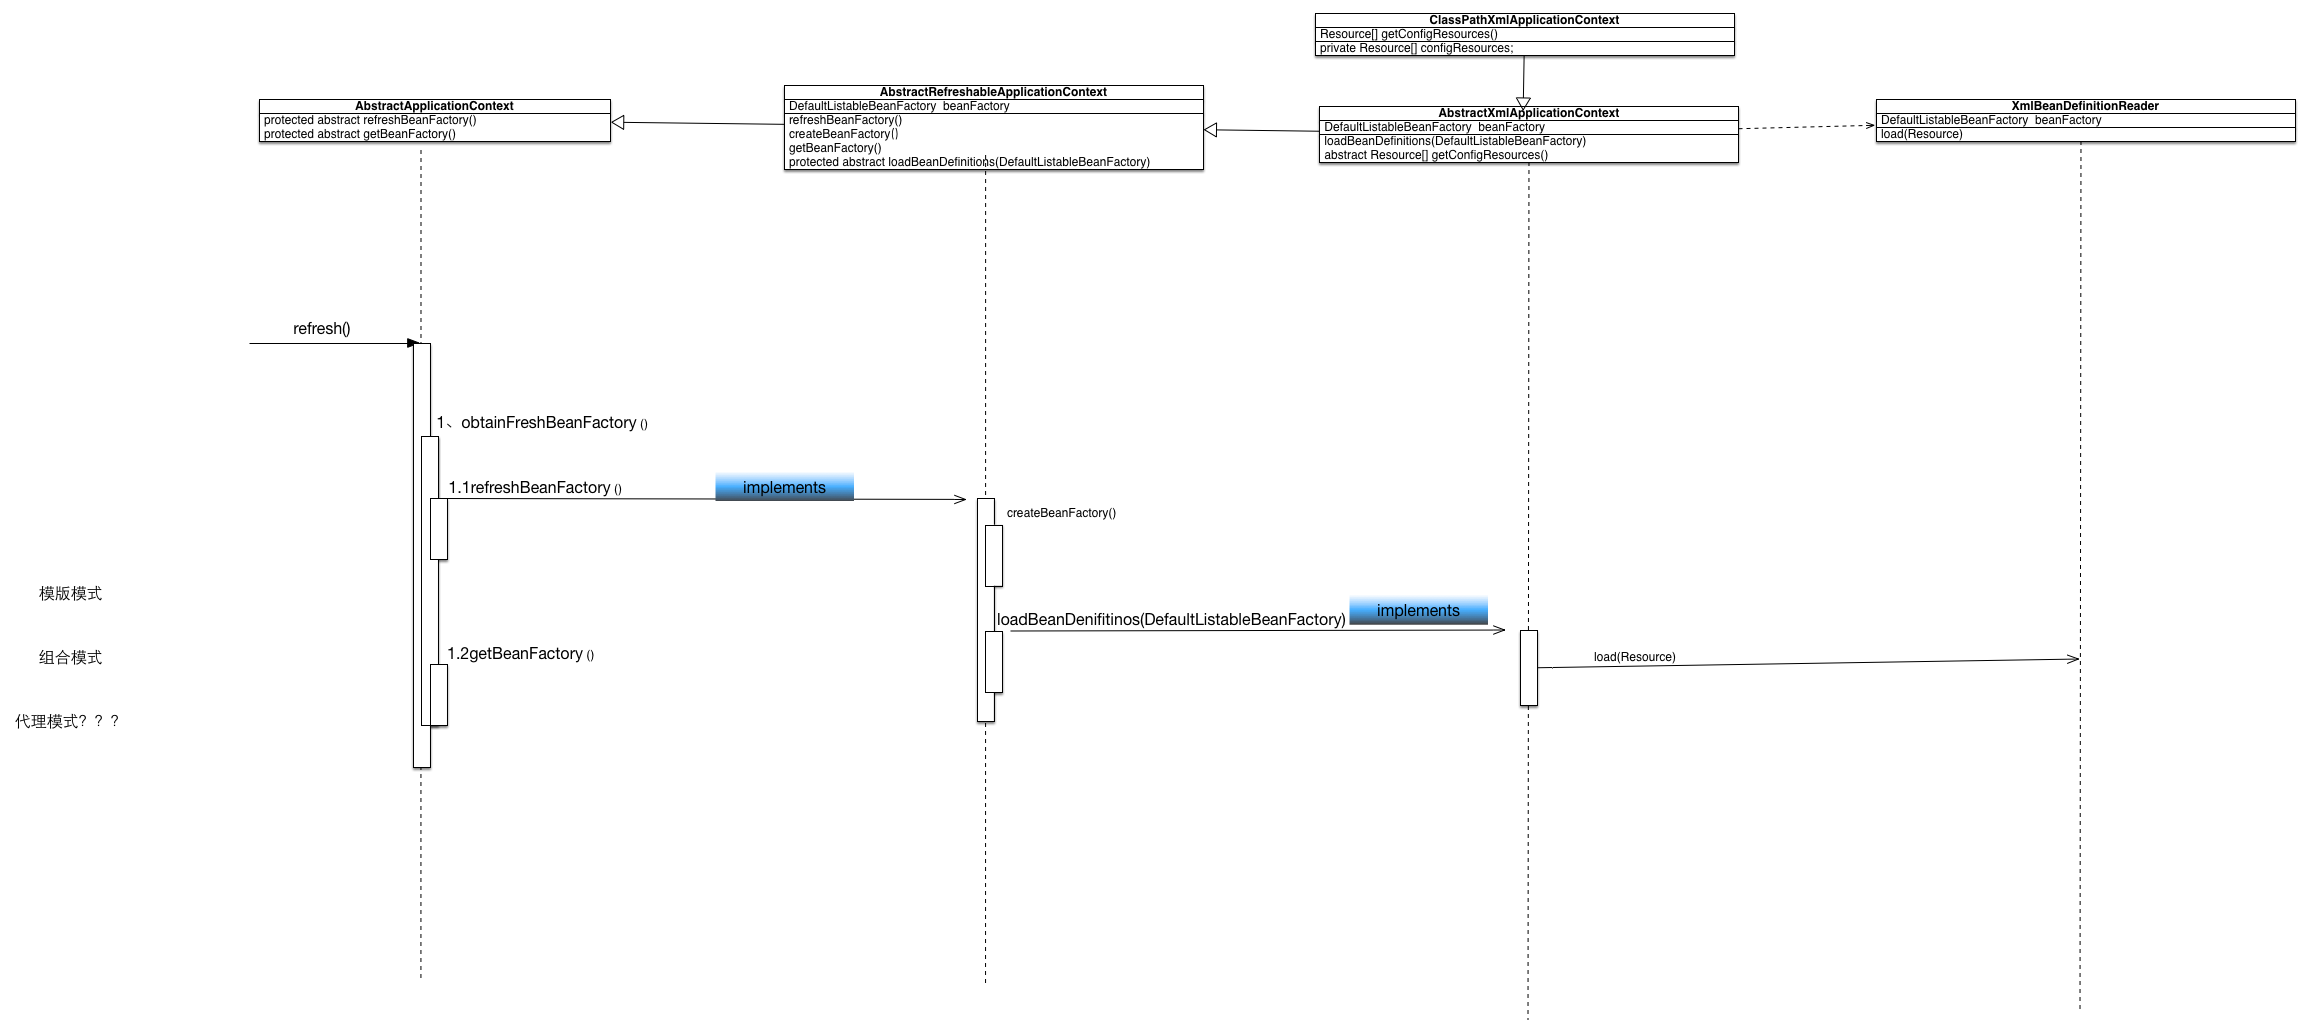 ClassPathXmlApplicationContext
Resource[] getConfigResources()
private Resource[] configResources;
AbstractApplicationContext
protected abstract refreshBeanFactory()
protected abstract getBeanFactory()
AbstractRefreshableApplicationContext
DefaultListableBeanFactory  beanFactory
refreshBeanFactory()
createBeanFactory()
getBeanFactory()
protected abstract loadBeanDefinitions(DefaultListableBeanFactory)
AbstractXmlApplicationContext
DefaultListableBeanFactory  beanFactory
loadBeanDefinitions(DefaultListableBeanFactory)
abstract Resource[] getConfigResources()
XmlBeanDefinitionReader
DefaultListableBeanFactory  beanFactory
load(Resource)
refresh()
1、obtainFreshBeanFactory ()
1.1refreshBeanFactory ()
implements
createBeanFactory()
模版模式
loadBeanDenifitinos(DefaultListableBeanFactory)
implements
组合模式
1.2getBeanFactory ()
load(Resource)
代理模式？？？